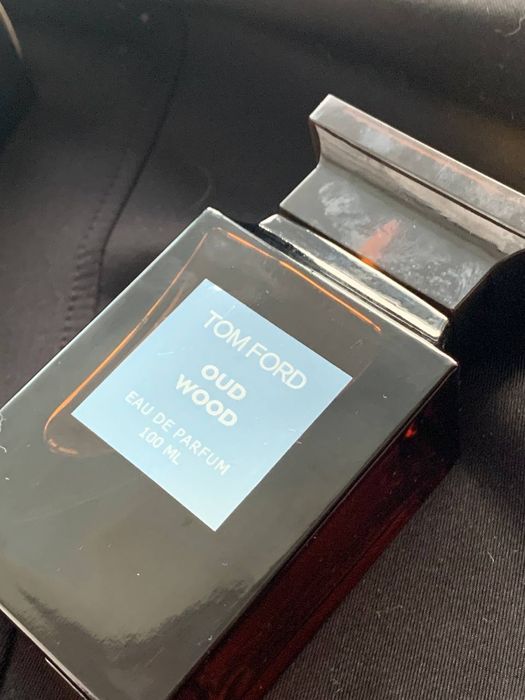 TOM FORD
OUD
WOOD
EAU DE PARFUM
100 ML